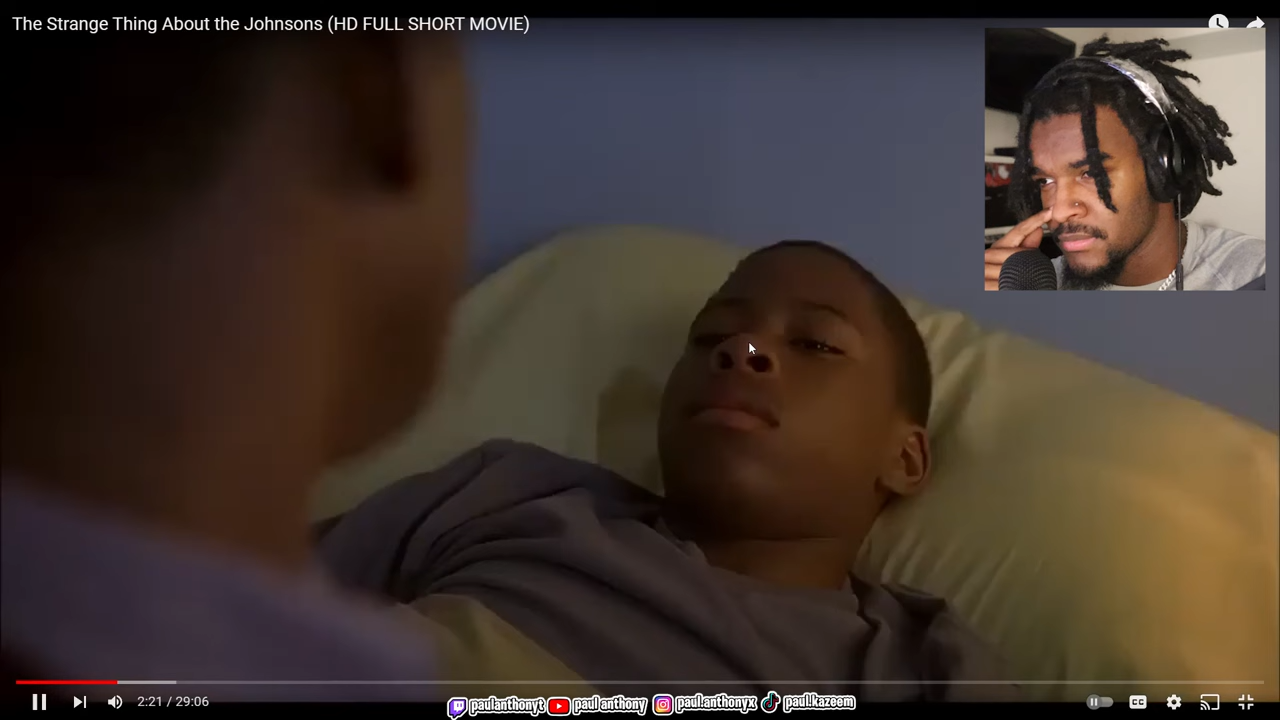 The Strange Thing About the Johnsons (HD FULL SHORT MOVIE)
2:21 / 29:06
paulanthonyt paul anthony paul.anthonyx paul.kazeem
CC